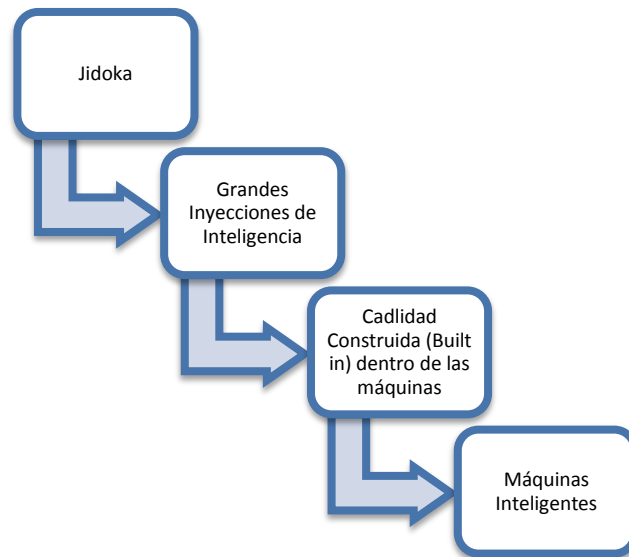 Jidoka
Grandes
Inyecciones de
Inteligencia
Cadlidad
Construida (Built
in) dentro de las
máquinas
Máquinas
Inteligentes